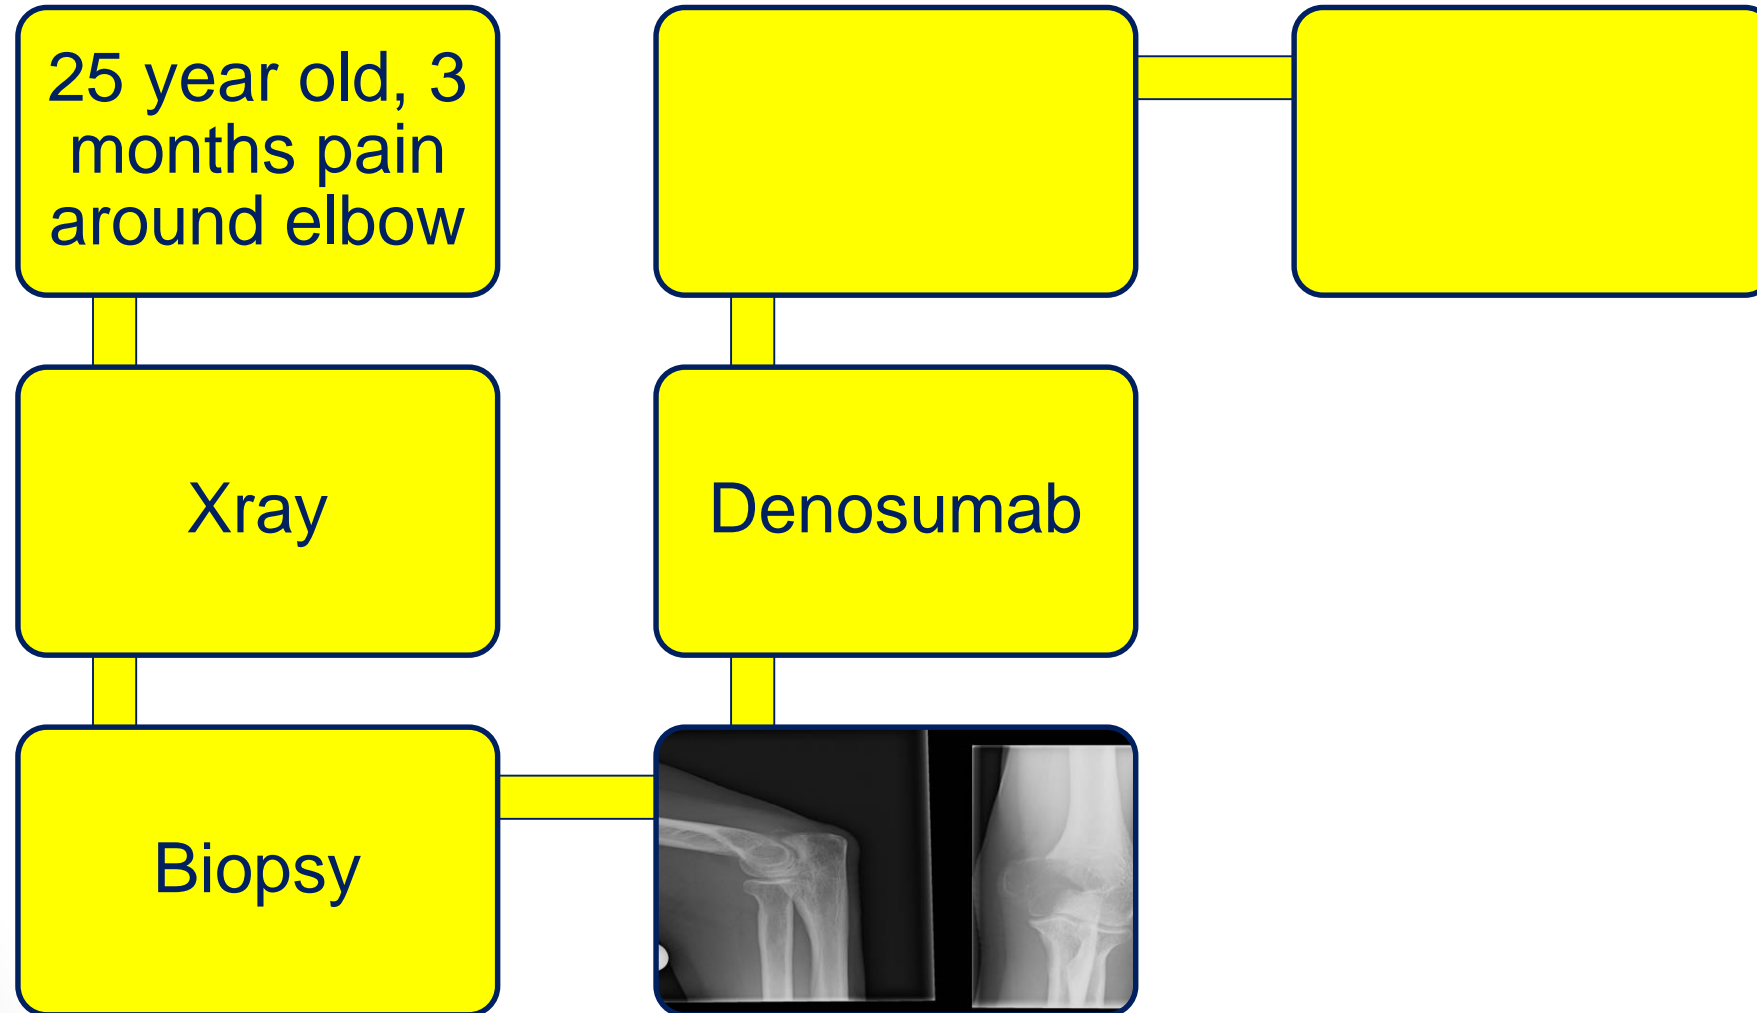 25 year old, 3
months pain
around elbow
Xray
Biopsy
Denosumab